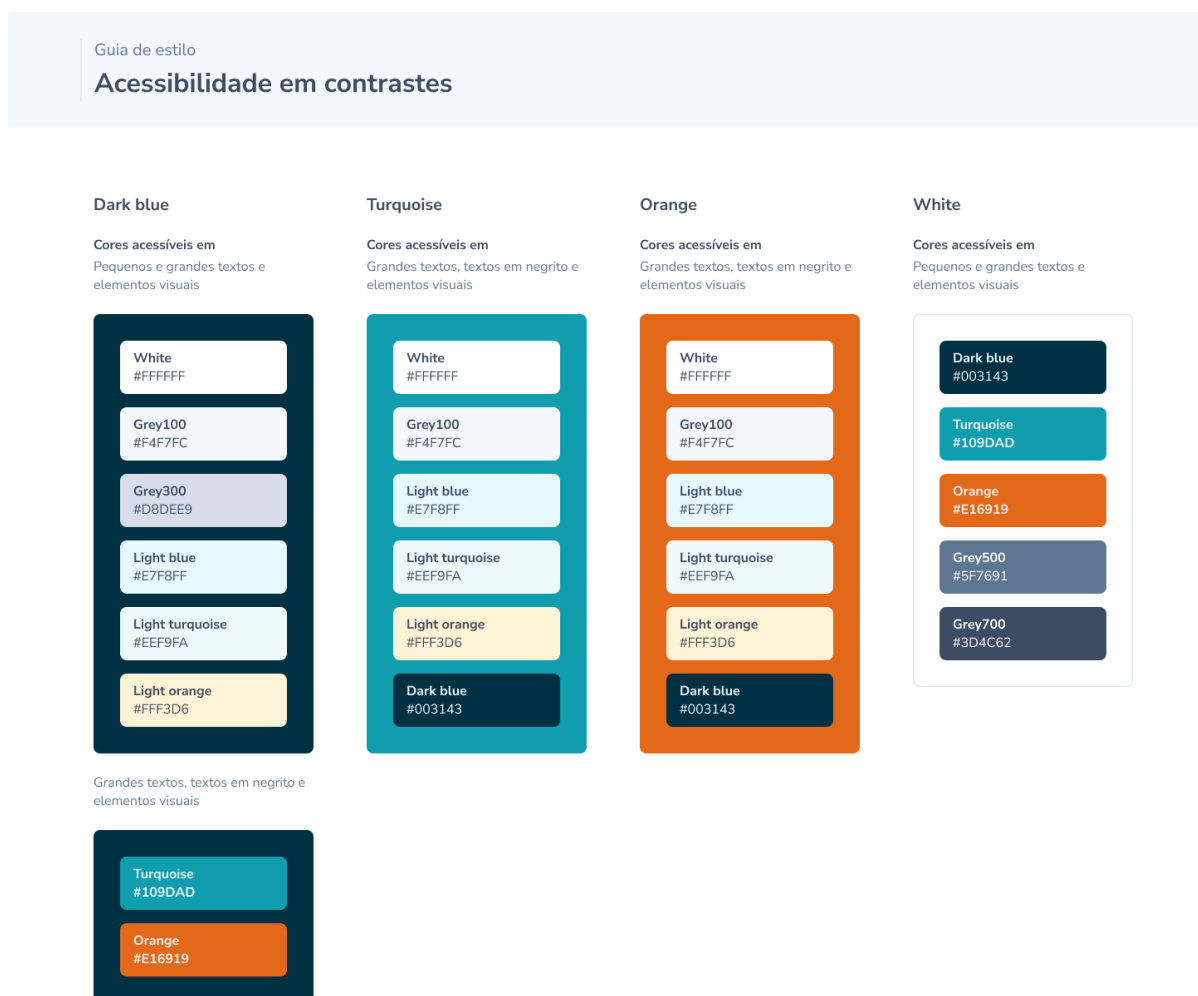 Guia de estilo
Acessibilidade em contrastes
Dark blue
Cores acessíveis em
Pequenos e grandes textos e
elementos visuais
White
#FFFFFF
Grey100
#F4F7FC
Grey300
#D8DEE9
Light blue
#E7F8FF
Light turquoise
#EEF9FA
Light orange
#FFF3D6
Grandes textos, textos em negrito e
elementos visuais
Turquoise
#109DAD
Orange
#E16919
Turquoise
Cores acessíveis em
Grandes textos, textos em negrito e
elementos visuais
White
#FFFFFF
Grey100
#F4F7FC
Light blue
#E7F8FF
Light turquoise
#EEF9FA
Light orange
#FFF3D6
Dark blue
#003143
Orange
Cores acessíveis em
Grandes textos, textos em negrito e
elementos visuais
White
#FFFFFF
Grey100
#F4F7FC
Light blue
#E7F8FF
Light turquoise
#EEF9FA
Light orange
#FFF3D6
Dark blue
#003143
White
Cores acessíveis em
Pequenos e grandes textos e
elementos visuais
Dark blue
#003143
Turquoise
#109DAD
Orange
#E16919
Grey500
#5F7691
Grey700
#3D4C62